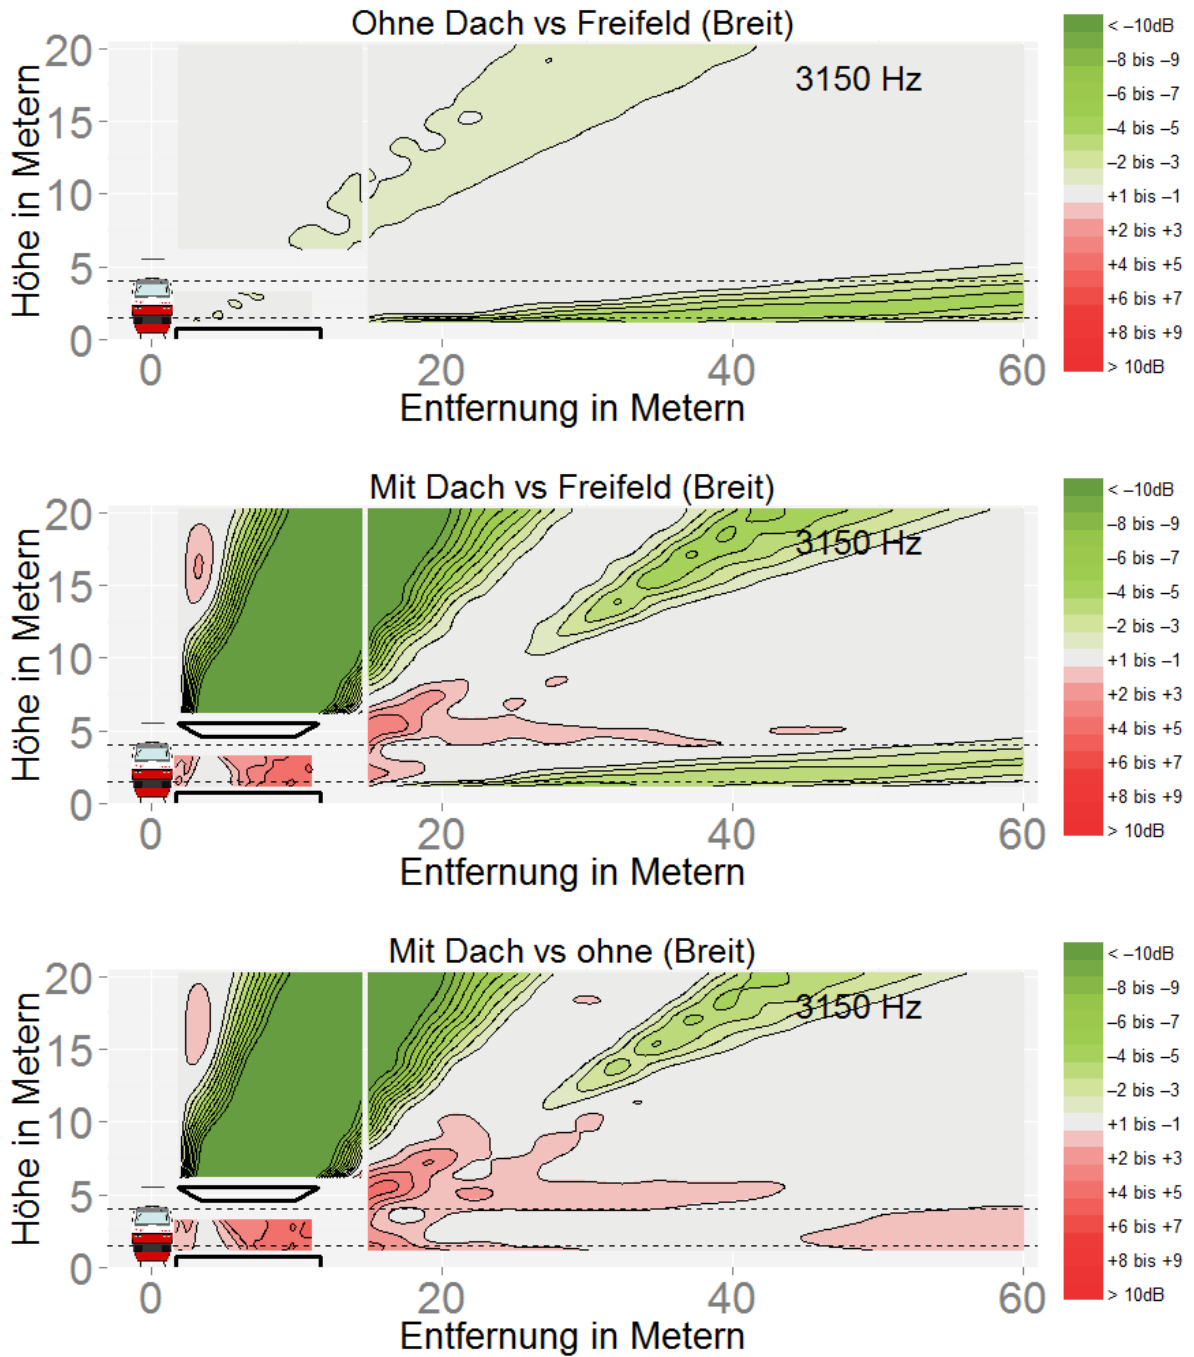 Ohne Dach vs Freifeld (Breit)
3150 Hz
Höhe in Metern
20
15
10
5
0
0 20 40 60
Entfernung in Metern
< –10dB
–8 bis –9
–6 bis –7
–4 bis –5
–2 bis –3
+1 bis –1
+2 bis +3
+4 bis +5
+6 bis +7
+8 bis +9
> 10dB
Mit Dach vs Freifeld (Breit)
3150 Hz
Höhe in Metern
20
15
10
5
0
0 20 40 60
Entfernung in Metern
< –10dB
–8 bis –9
–6 bis –7
–4 bis –5
–2 bis –3
+1 bis –1
+2 bis +3
+4 bis +5
+6 bis +7
+8 bis +9
> 10dB
Mit Dach vs ohne (Breit)
3150 Hz
Höhe in Metern
20
15
10
5
0
0 20 40 60
Entfernung in Metern
< –10dB
–8 bis –9
–6 bis –7
–4 bis –5
–2 bis –3
+1 bis –1
+2 bis +3
+4 bis +5
+6 bis +7
+8 bis +9
> 10dB